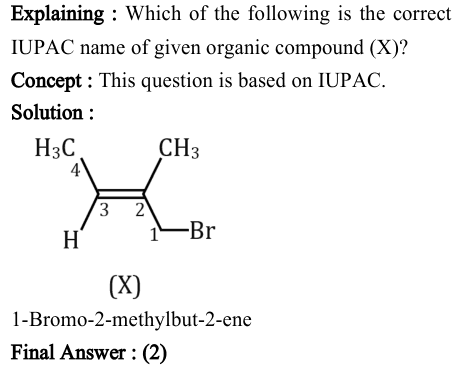 Explaining : Which of the following is the correct
IUPAC name of given organic compound (X)?
Concept : This question is based on IUPAC.
Solution :
H₃C CH₃
4
3 2
H 1 Br
(X)
1-Bromo-2-methylbut-2-ene
Final Answer : (2)